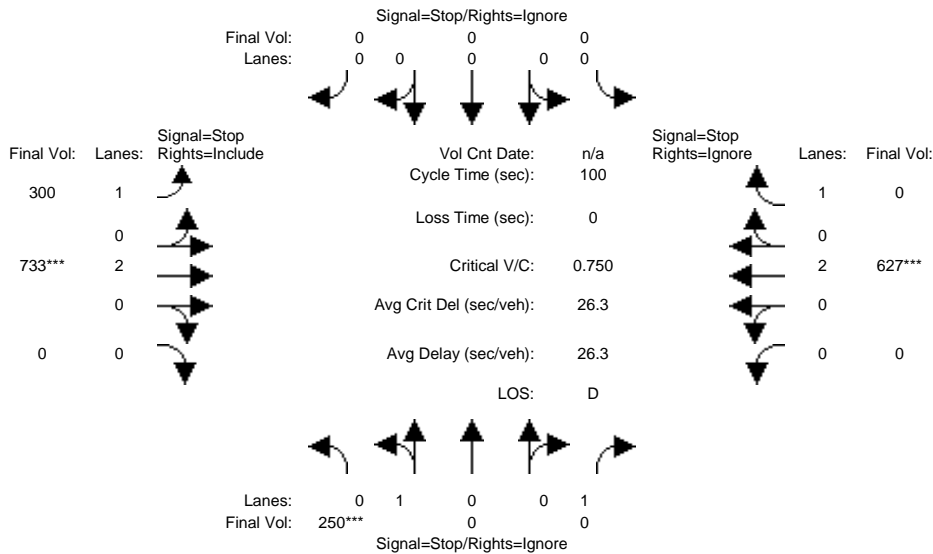 Signal=Stop/Rights=Ignore
Final Vol: 0 0 0
Lanes: 0 0 0 0 0
Signal=Stop
Final Vol: Lanes: Rights=Include
Vol Cnt Date: n/a
Signal=Stop
Rights=Ignore Lanes: Final Vol:
Cycle Time (sec): 100
300 1
1 0
Loss Time (sec): 0
0
0
733*** 2
Critical V/C: 0.750
2 627***
0
Avg Crit Del (sec/veh): 26.3
0
0 0
Avg Delay (sec/veh): 26.3
0 0
LOS: D
Lanes: 0 1 0 0 1
Final Vol: 250*** 0 0
Signal=Stop/Rights=Ignore